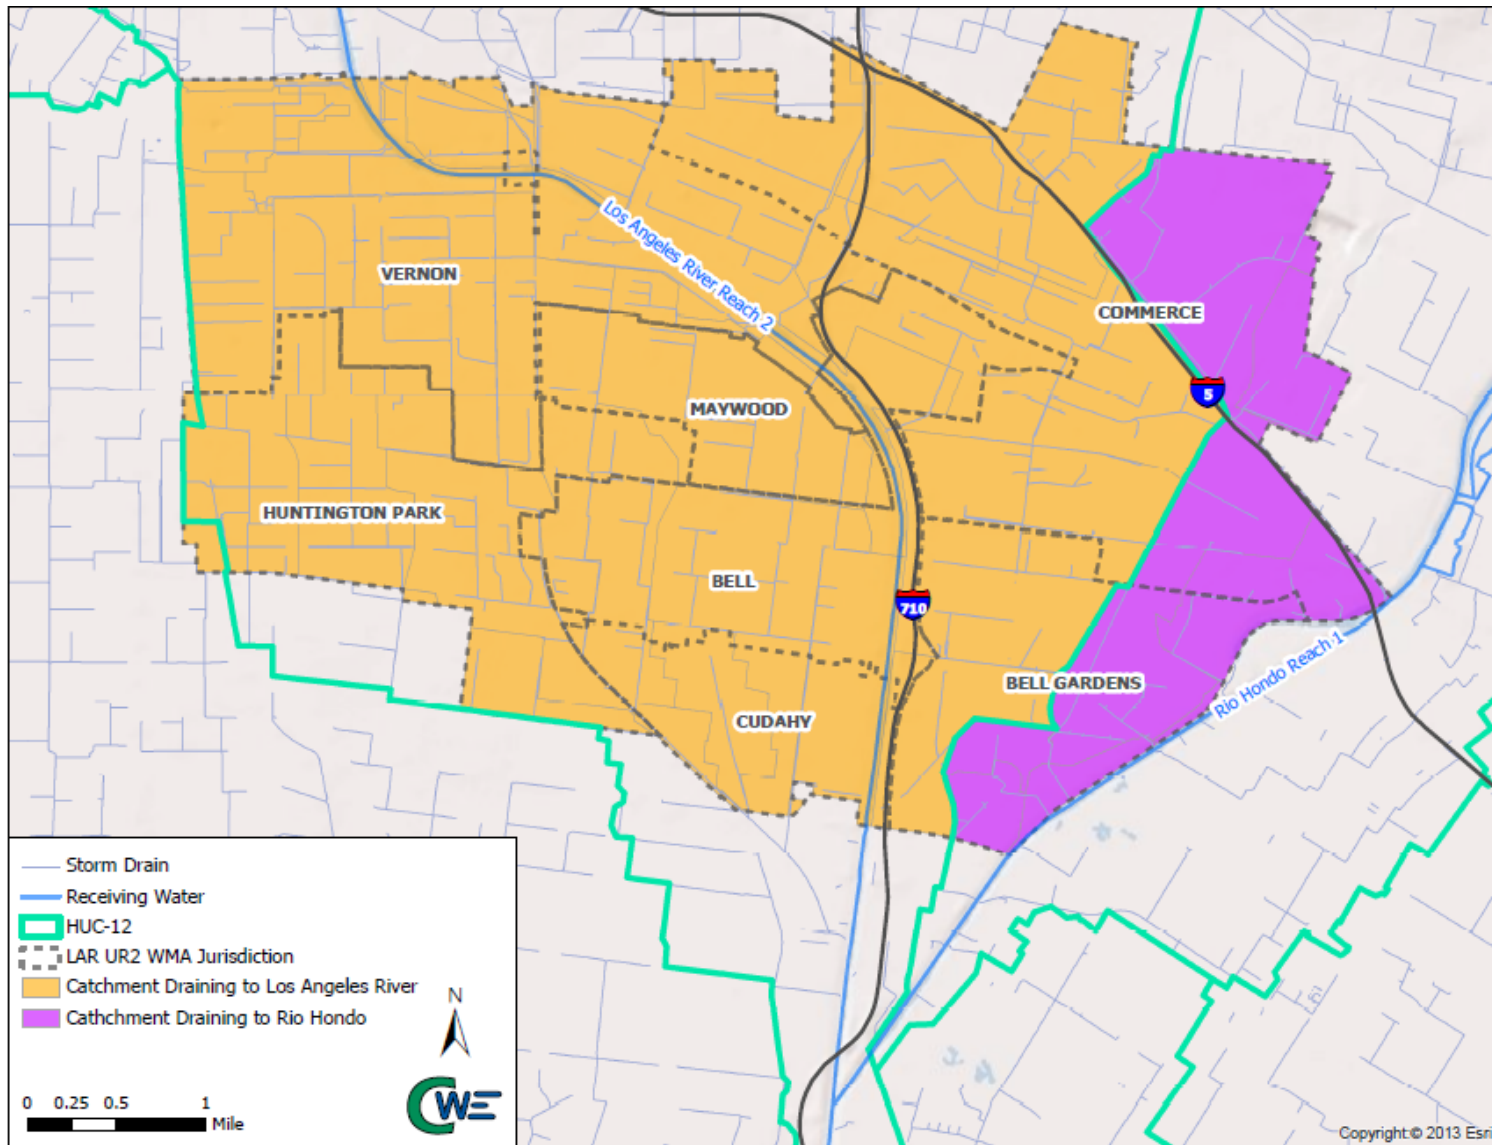 Los Angeles River Reach 2
VERNON
COMMERCE
5
MAYWOOD
HUNTINGTON PARK
BELL
710
BELL GARDENS
Rio Hondo Reach 1
CUDAHY
Storm Drain
Receiving Water
HUC-12
LAR UR2 WMA Jurisdiction
Catchment Draining to Los Angeles River
Cathchment Draining to Rio Hondo
N
0 0.25 0.5 1
Mile
CWE
Copyright:© 2013 Esri